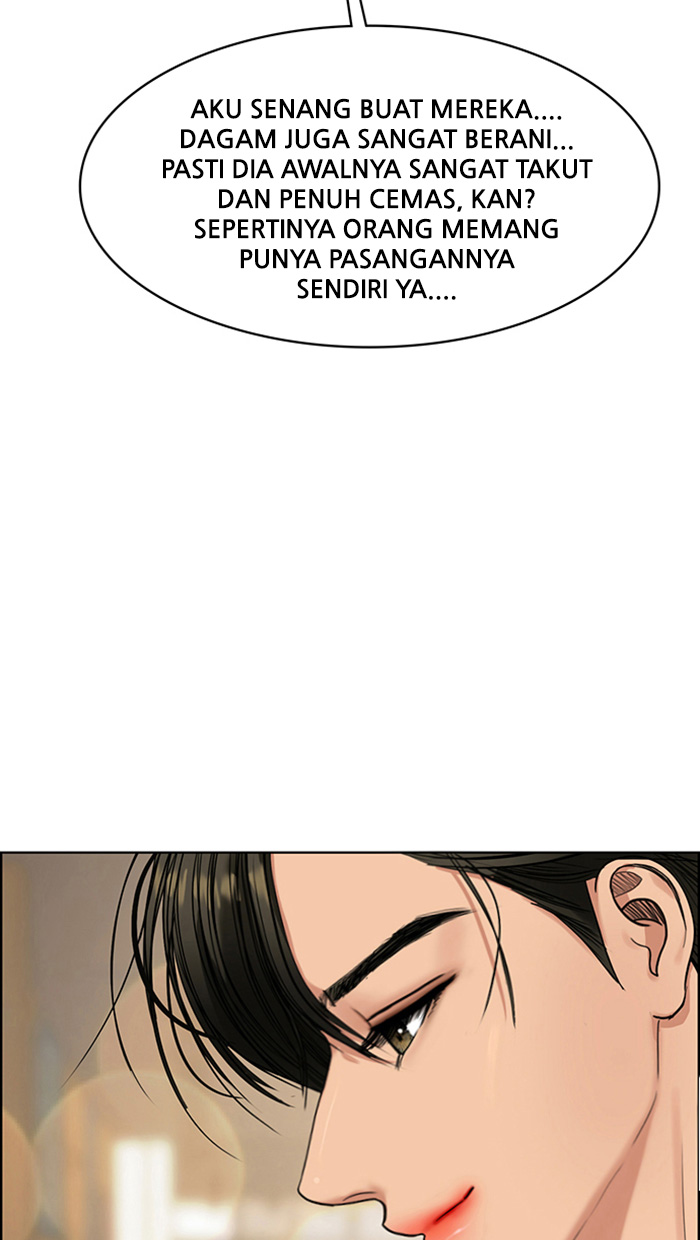 AKU SENANG BUAT MEREKA....
DAGAM JUGA SANGAT BERANI...
PASTI DIA AWALNYA SANGAT TAKUT
DAN PENUH CEMAS, KAN?
SEPERTINYA ORANG MEMANG
PUNYA PASANGANNYA
SENDIRI YA....